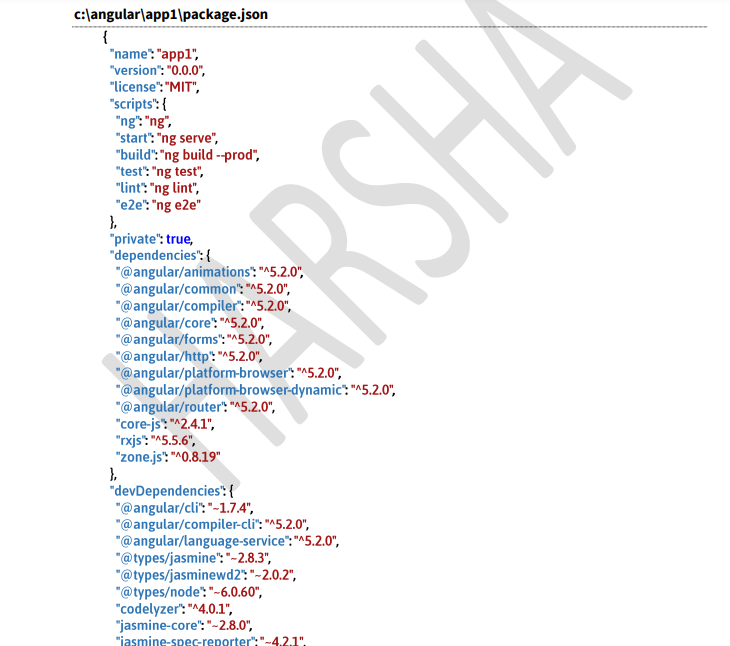 c:\angular\app1\package.json
{
"name": "app1",
"version": "0.0.0",
"license": "MIT",
"scripts": {
"ng": "ng",
"start": "ng serve",
"build": "ng build --prod",
"test": "ng test",
"lint": "ng lint",
"e2e": "ng e2e"
},
"private": true,
"dependencies": {
"@angular/animations": "^5.2.0",
"@angular/common": "^5.2.0",
"@angular/compiler": "^5.2.0",
"@angular/core": "^5.2.0",
"@angular/forms": "^5.2.0",
"@angular/http": "^5.2.0",
"@angular/platform-browser": "^5.2.0",
"@angular/platform-browser-dynamic": "^5.2.0",
"@angular/router": "^5.2.0",
"core-js": "^2.4.1",
"rxjs": "^5.5.6",
"zone.js": "^0.8.19"
},
"devDependencies": {
"@angular/cli": "~1.7.4",
"@angular/compiler-cli": "^5.2.0",
"@angular/language-service": "^5.2.0",
"@types/jasmine": "~2.8.3",
"@types/jasminewd2": "~2.0.2",
"@types/node": "~6.0.60",
"codelyzer": "^4.0.1",
"jasmine-core": "~2.8.0",
"jasmine-spec-reporter": "~4.2.1",
HARSHA